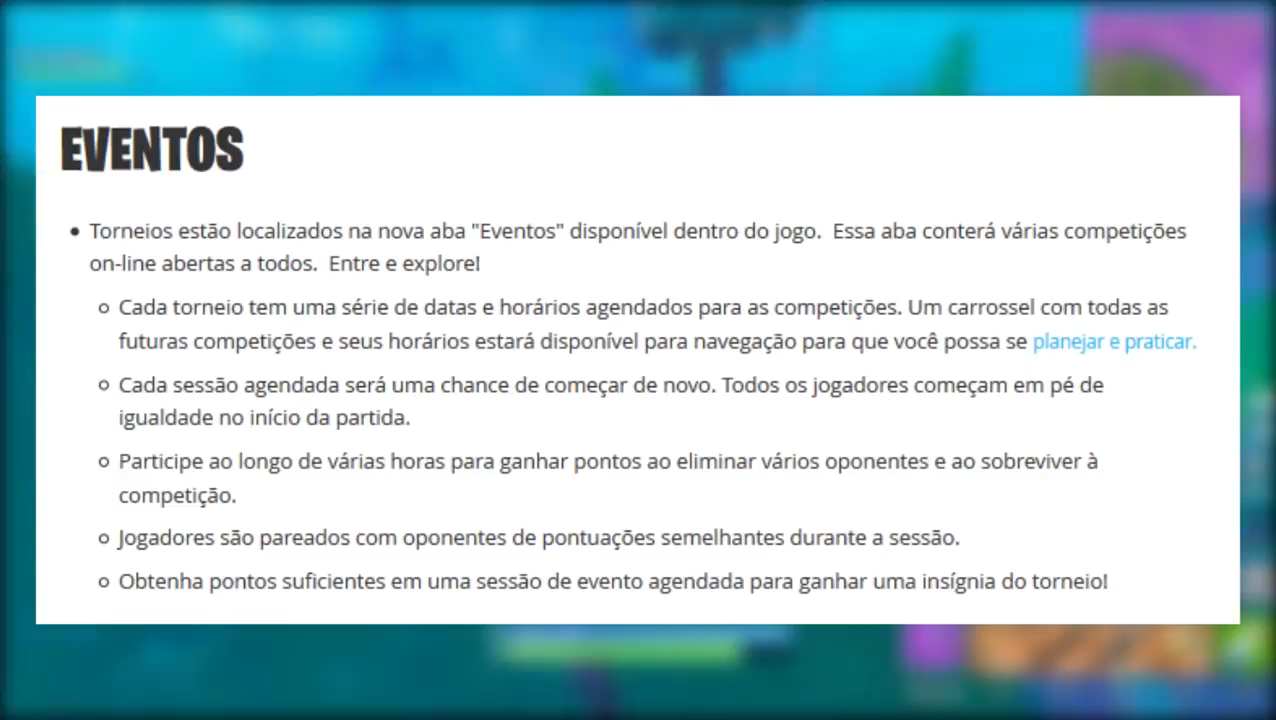 EVENTOS
• Torneios estão localizados na nova aba "Eventos" disponível dentro do jogo.  Essa aba conterá várias competições
on-line abertas a todos.  Entre e explore!
o Cada torneio tem uma série de datas e horários agendados para as competições. Um carrossel com todas as
futuras competições e seus horários estará disponível para navegação para que você possa se planejar e praticar.
o Cada sessão agendada será uma chance de começar de novo. Todos os jogadores começam em pé de
igualdade no início da partida.
o Participe ao longo de várias horas para ganhar pontos ao eliminar vários oponentes e ao sobreviver à
competição.
o Jogadores são pareados com oponentes de pontuações semelhantes durante a sessão.
o Obtenha pontos suficientes em uma sessão de evento agendada para ganhar uma insígnia do torneio!